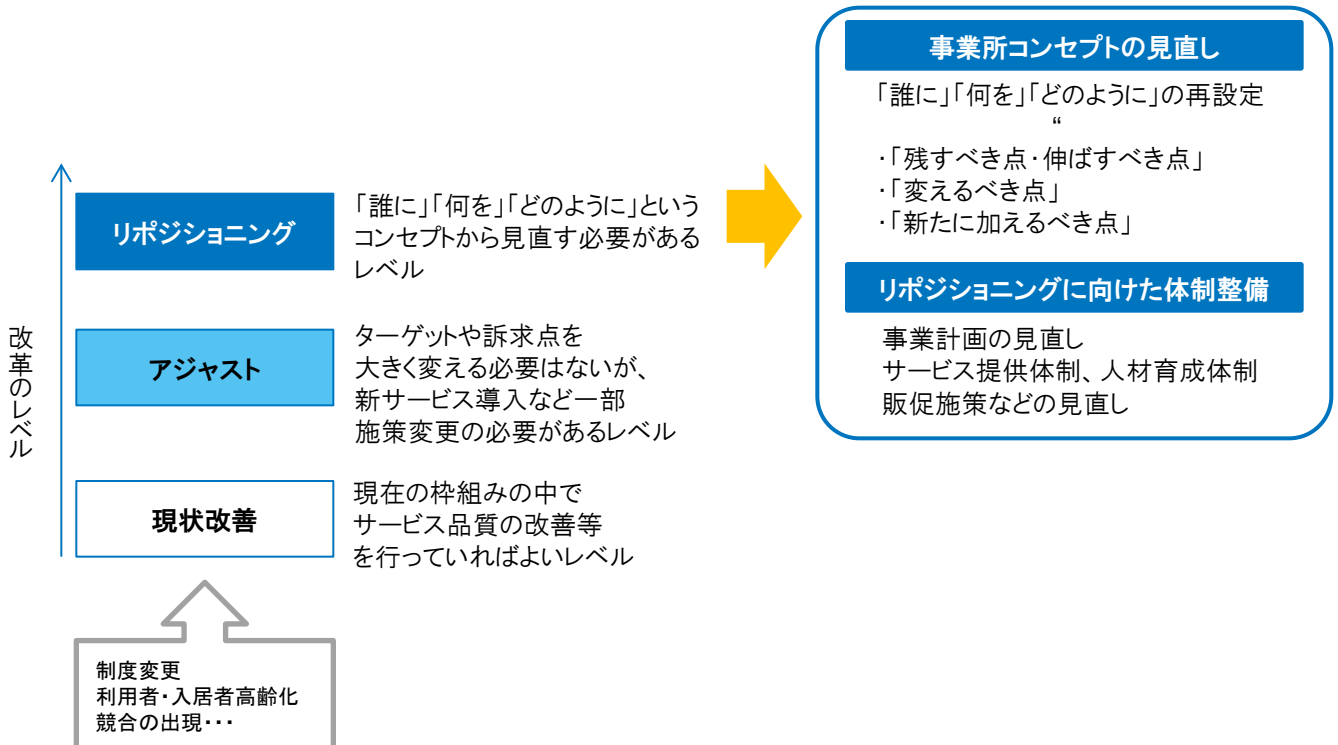 改革のレベル
リポジショニング
「誰に」「何を」「どのように」という
コンセプトから見直す必要がある
レベル
アジャスト
ターゲットや訴求点を
大きく変える必要はないが、
新サービス導入など一部
施策変更の必要があるレベル
現状改善
現在の枠組みの中で
サービス品質の改善等
を行っていればよいレベル
制度変更
利用者・入居者高齢化
競合の出現・・・
事業所コンセプトの見直し
「誰に」「何を」「どのように」の再設定
“
・「残すべき点・伸ばすべき点」
・「変えるべき点」
・「新たに加えるべき点」
リポジショニングに向けた体制整備
事業計画の見直し
サービス提供体制、人材育成体制
販促施策などの見直し